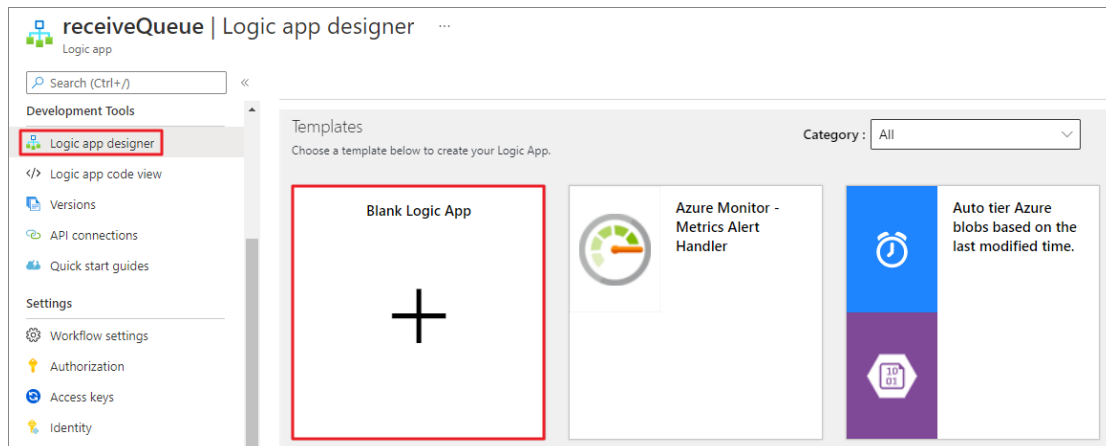 receiveQueue | Logic app designer ...
Logic app
Search (Ctrl+/)
«
Development Tools
Logic app designer
</> Logic app code view
Versions
API connections
Quick start guides
Settings
Workflow settings
Authorization
Access keys
Identity
Templates
Choose a template below to create your Logic App.
Category : All
Blank Logic App
Azure Monitor -
Metrics Alert
Handler
Auto tier Azure
blobs based on the
last modified time.
10
01